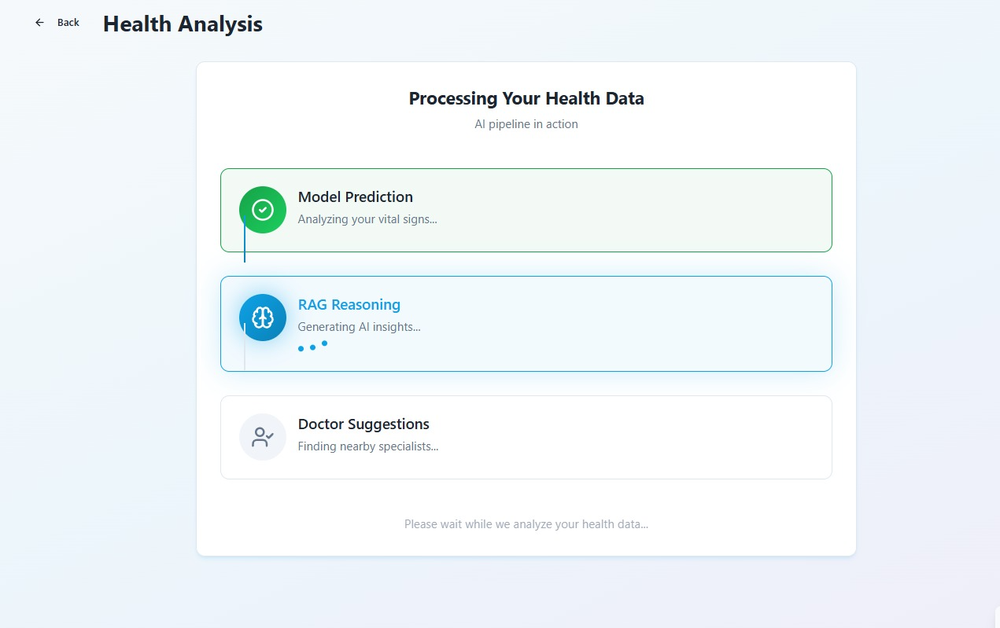 Back
Health Analysis
Processing Your Health Data
AI pipeline in action
Model Prediction
Analyzing your vital signs...
RAG Reasoning
Generating AI insights...
Doctor Suggestions
Finding nearby specialists...
Please wait while we analyze your health data...